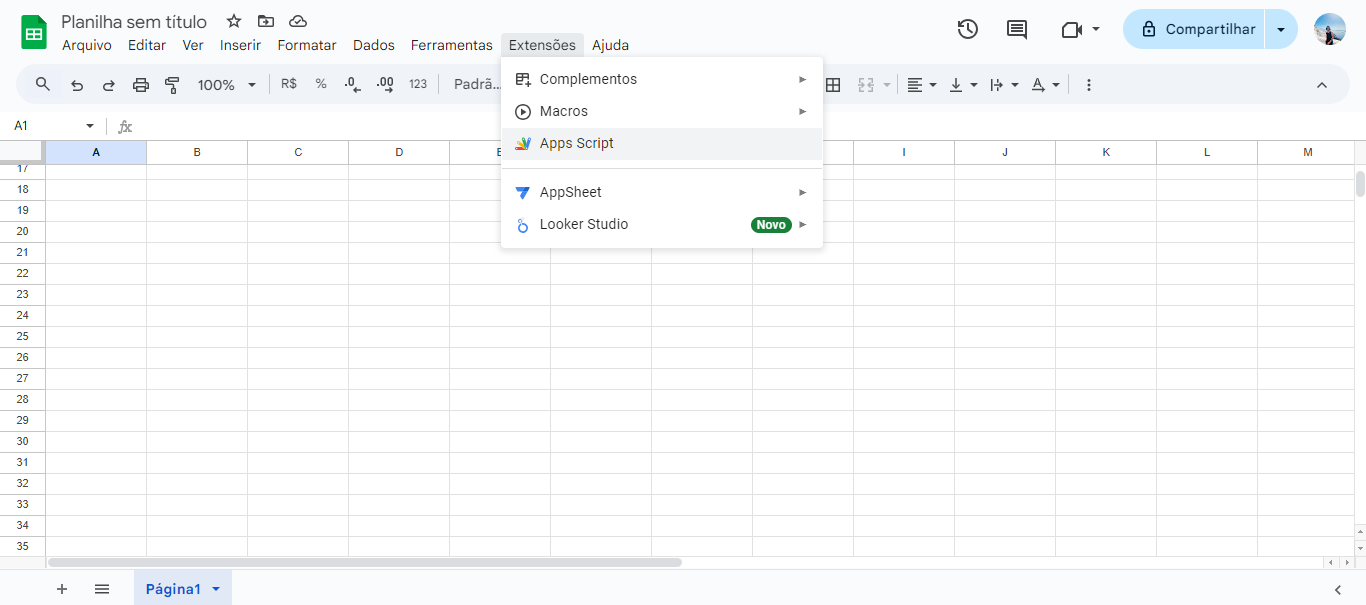 Planilha sem título
Arquivo Editar Ver Inserir Formatar Dados Ferramentas Extensões Ajuda
Compartilhar
100% R$ % .0 .00 123 Padrã...
Complementos
Macros
Apps Script
AppSheet
Looker Studio Novo
A1 fx
A B C D E I J K L M
17
18
19
20
21
22
23
24
25
26
27
28
29
30
31
32
33
34
35
Página1